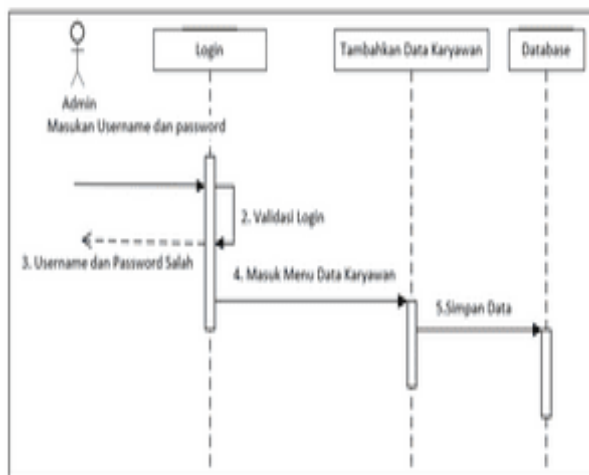 Login
Tambahkan Data Karyawan
Database
Admin
Masukan Username dan password
2. Validasi Login
3. Username dan Password Salah
4. Masuk Menu Data Karyawan
5.Simpan Data